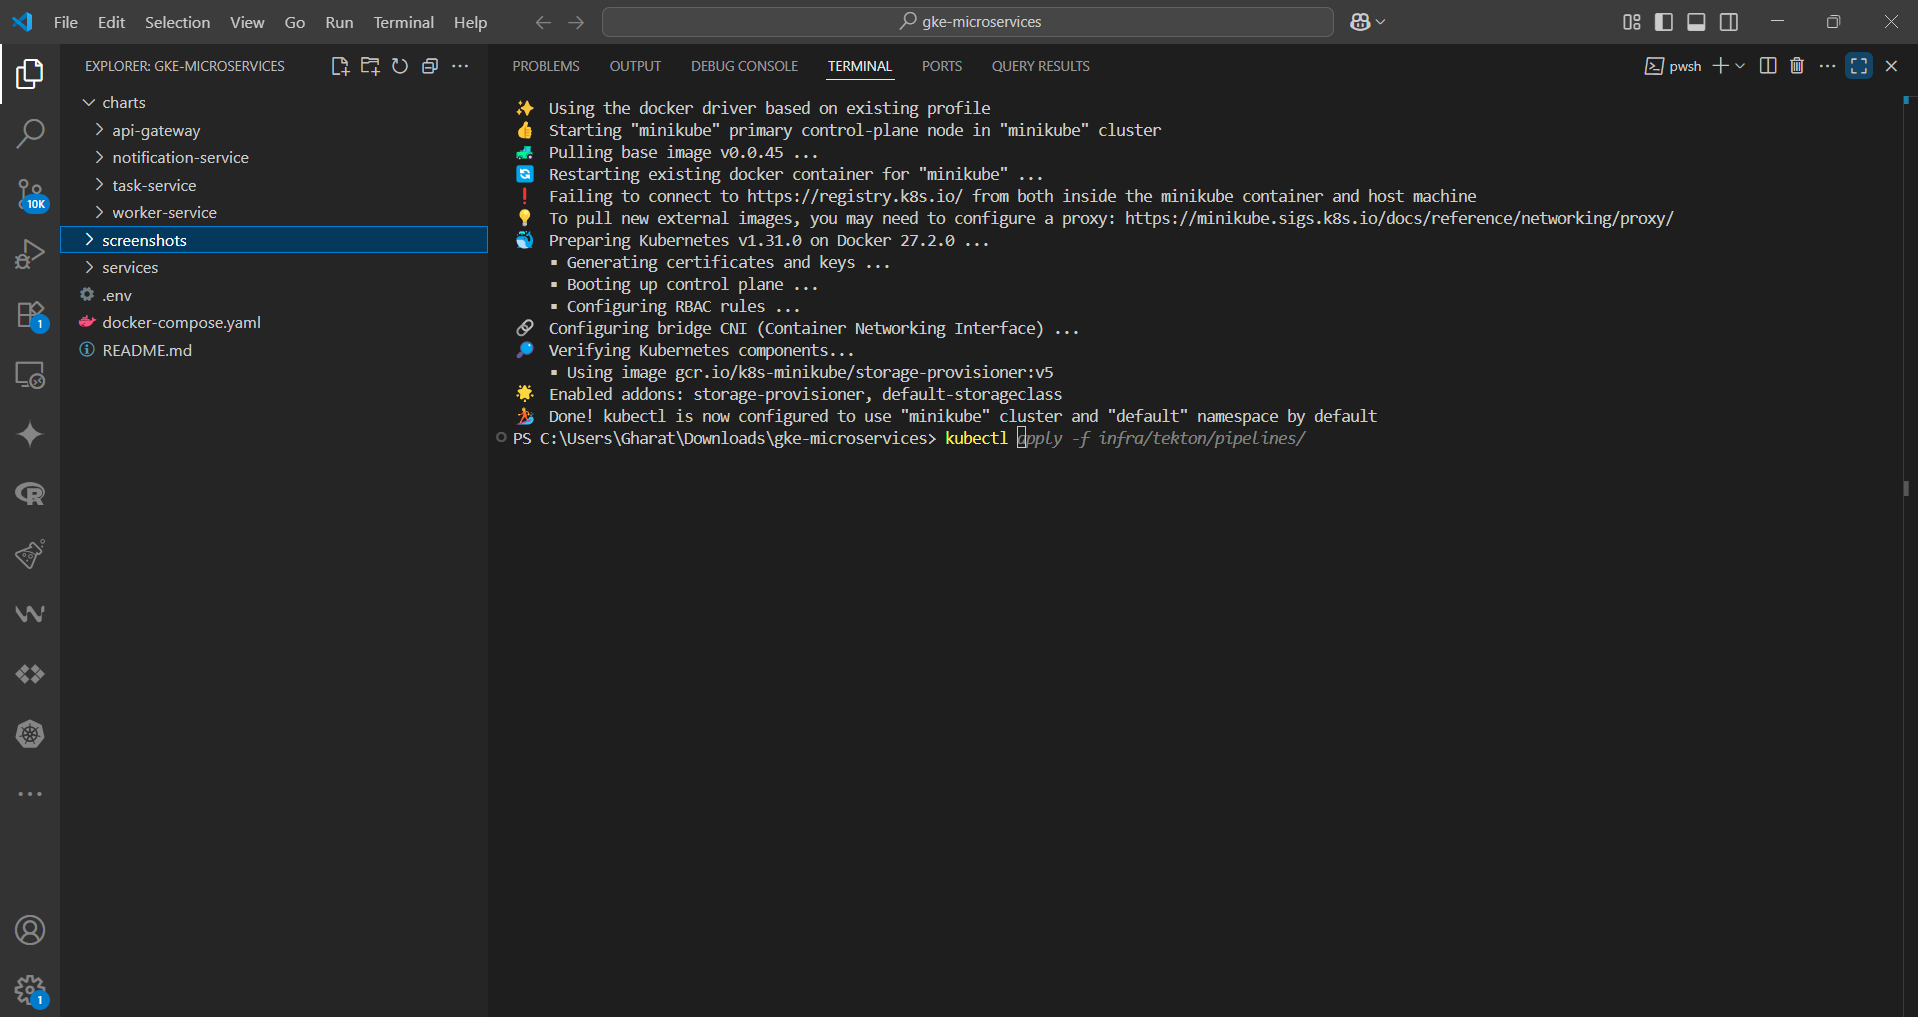 File Edit Selection View Go Run Terminal Help
gke-microservices
EXPLORER: GKE-MICROSERVICES
PROBLEMS OUTPUT DEBUG CONSOLE TERMINAL PORTS QUERY RESULTS
pwsh
charts
api-gateway
notification-service
task-service
worker-service
screenshots
services
.env
docker-compose.yaml
README.md
10K
1
1
Using the docker driver based on existing profile
Starting "minikube" primary control-plane node in "minikube" cluster
Pulling base image v0.0.45 ...
Restarting existing docker container for "minikube" ...
Failing to connect to https://registry.k8s.io/ from both inside the minikube container and host machine
To pull new external images, you may need to configure a proxy: https://minikube.sigs.k8s.io/docs/reference/networking/proxy/
Preparing Kubernetes v1.31.0 on Docker 27.2.0 ...
▪ Generating certificates and keys ...
▪ Booting up control plane ...
▪ Configuring RBAC rules ...
Configuring bridge CNI (Container Networking Interface) ...
Verifying Kubernetes components...
▪ Using image gcr.io/k8s-minikube/storage-provisioner:v5
Enabled addons: storage-provisioner, default-storageclass
Done! kubectl is now configured to use "minikube" cluster and "default" namespace by default
PS C:\Users\Gharat\Downloads\gke-microservices> kubectl apply -f infra/tekton/pipelines/